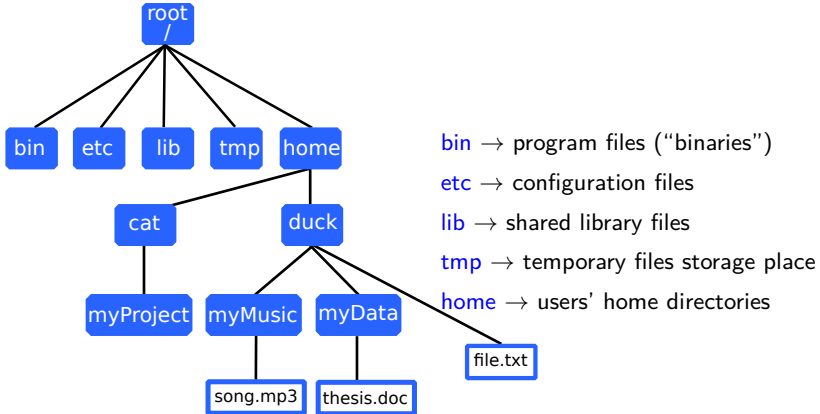 root
/
bin
etc
lib
tmp
home
bin → program files (“binaries”)
etc → configuration files
cat
duck
lib → shared library files
tmp → temporary files storage place
myProject
myMusic
myData
home → users’ home directories
file.txt
song.mp3
thesis.doc